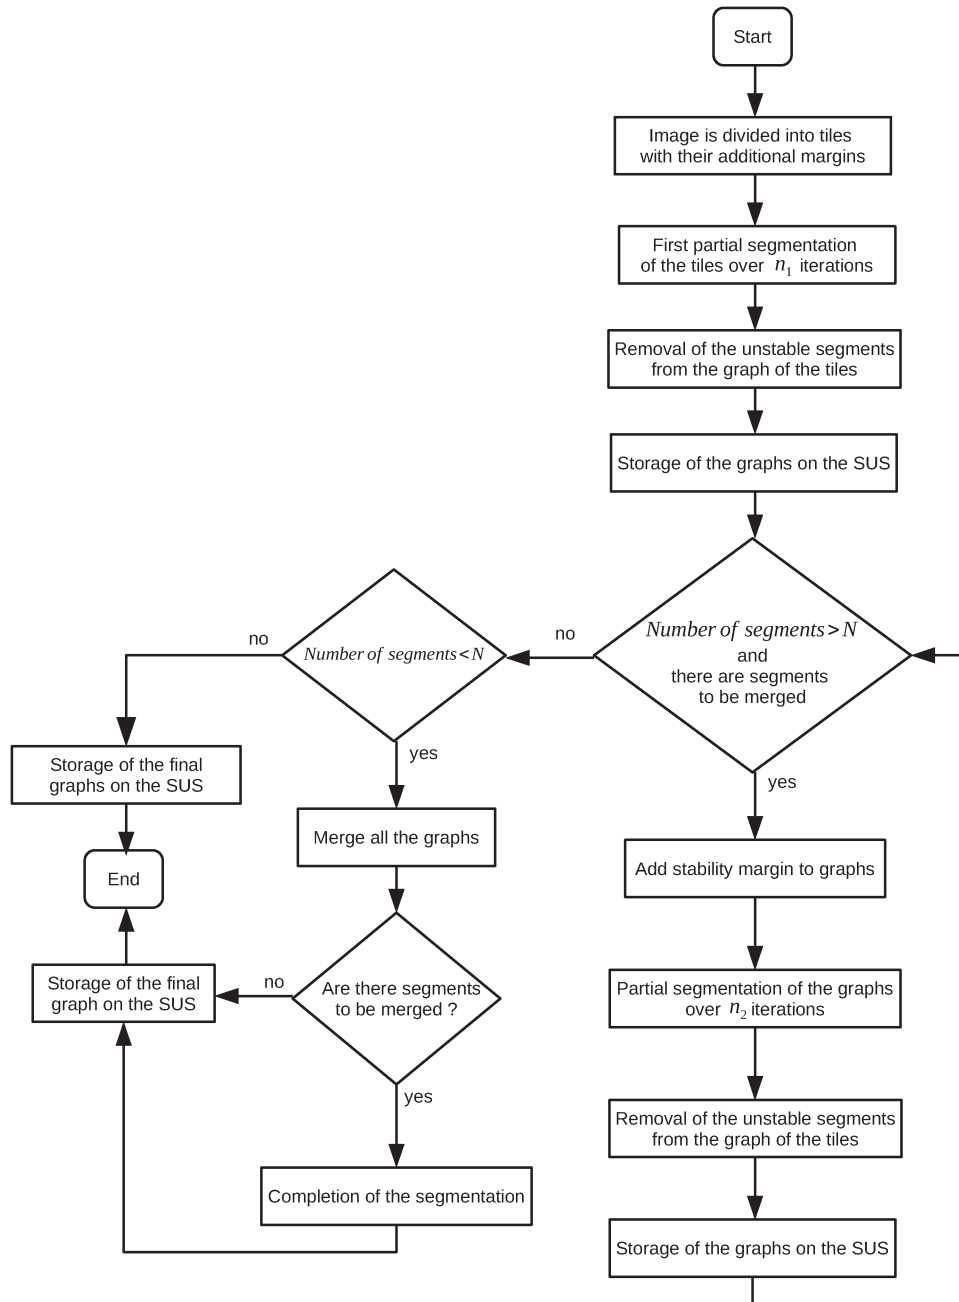 Start
Image is divided into tiles
with their additional margins
First partial segmentation
of the tiles over n₁ iterations
Removal of the unstable segments
from the graph of the tiles
Storage of the graphs on the SUS
Number of segments > N
and
there are segments
to be merged
no
yes
Number of segments < N
no
yes
Storage of the final
graphs on the SUS
End
Merge all the graphs
Are there segments
to be merged ?
no
yes
Storage of the final
graph on the SUS
Completion of the segmentation
Add stability margin to graphs
Partial segmentation of the graphs
over n₂ iterations
Removal of the unstable segments
from the graph of the tiles
Storage of the graphs on the SUS